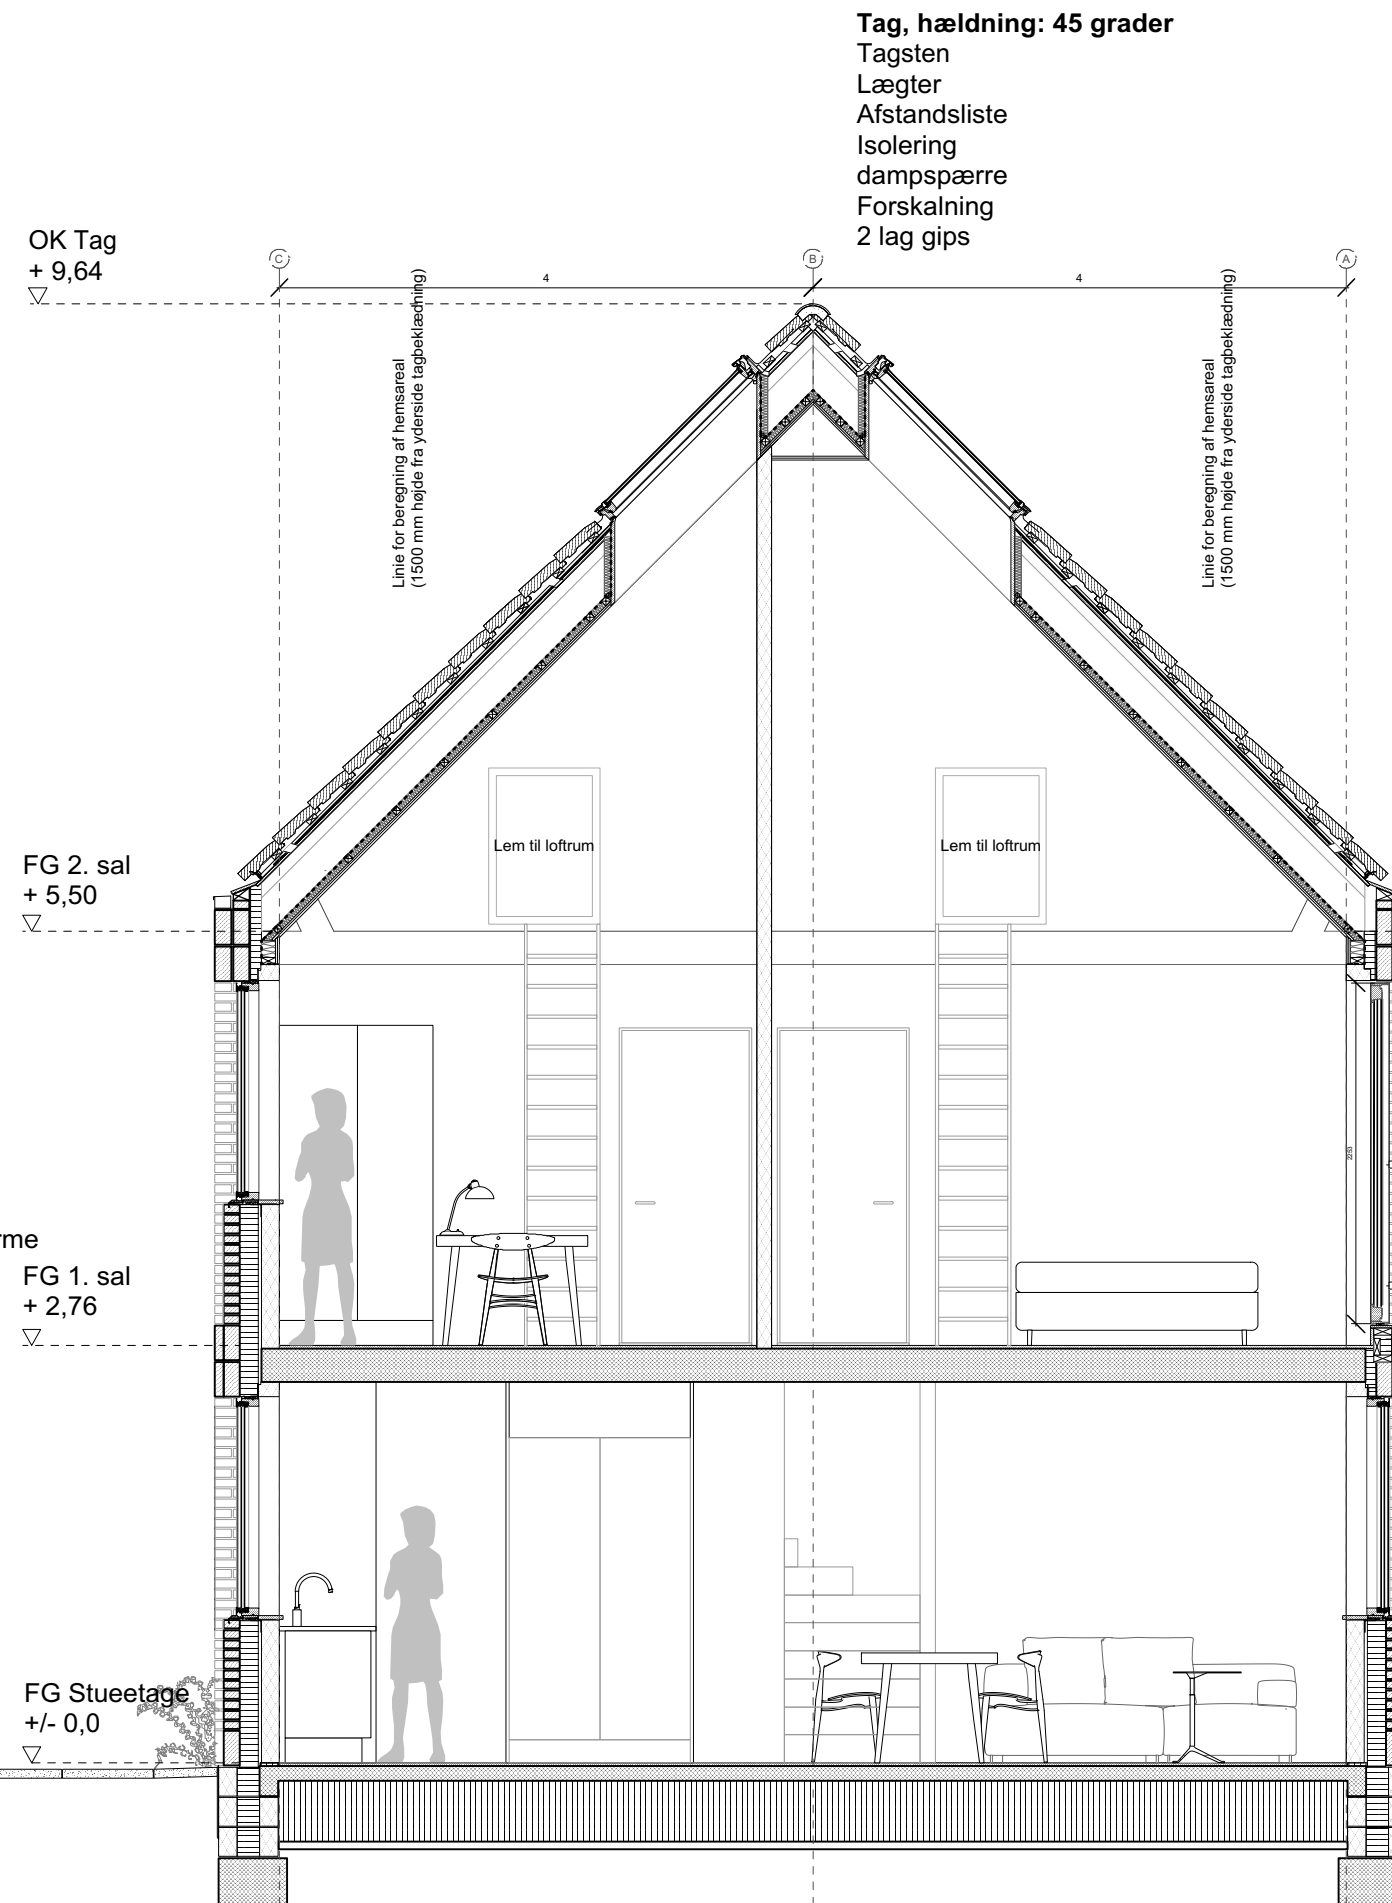 Tag, hældning: 45 grader
Tagsten
Lægter
Afstandsliste
Isolering
dampspærre
Forskalning
2 lag gips
OK Tag
+ 9,64
C
B
A
4
4
Linie for beregning af hemsareal
(1500 mm højde fra yderside tagbeklædning)
Linie for beregning af hemsareal
(1500 mm højde fra yderside tagbeklædning)
Lem til loftrum
Lem til loftrum
FG 2. sal
+ 5,50
2253
rme
FG 1. sal
+ 2,76
FG Stueetage
+/- 0,0